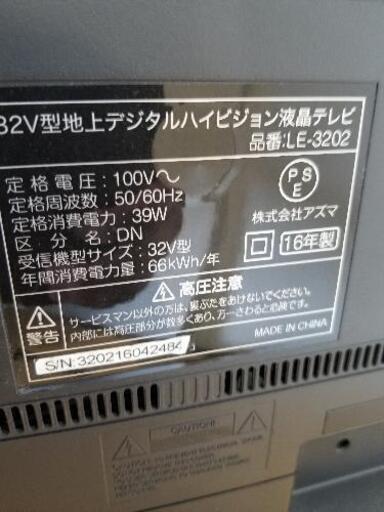 32V型地上デジタルハイビジョン液晶テレビ
品番:LE-3202
定格電圧:100V～
定格周波数:50/60Hz
定格消費電力:39W
区分名:DN
受信機型サイズ:32V型
年間消費電力量:66kWh/年
PSE
株式会社アズマ
16年製
警告
高圧注意
サービスマン以外の方は、裏ぶたをあけないでください。
内部には高圧部分が数多くあり、万一さわると危険です。
MADE IN CHINA
S/N:320216042484
CAUTION!